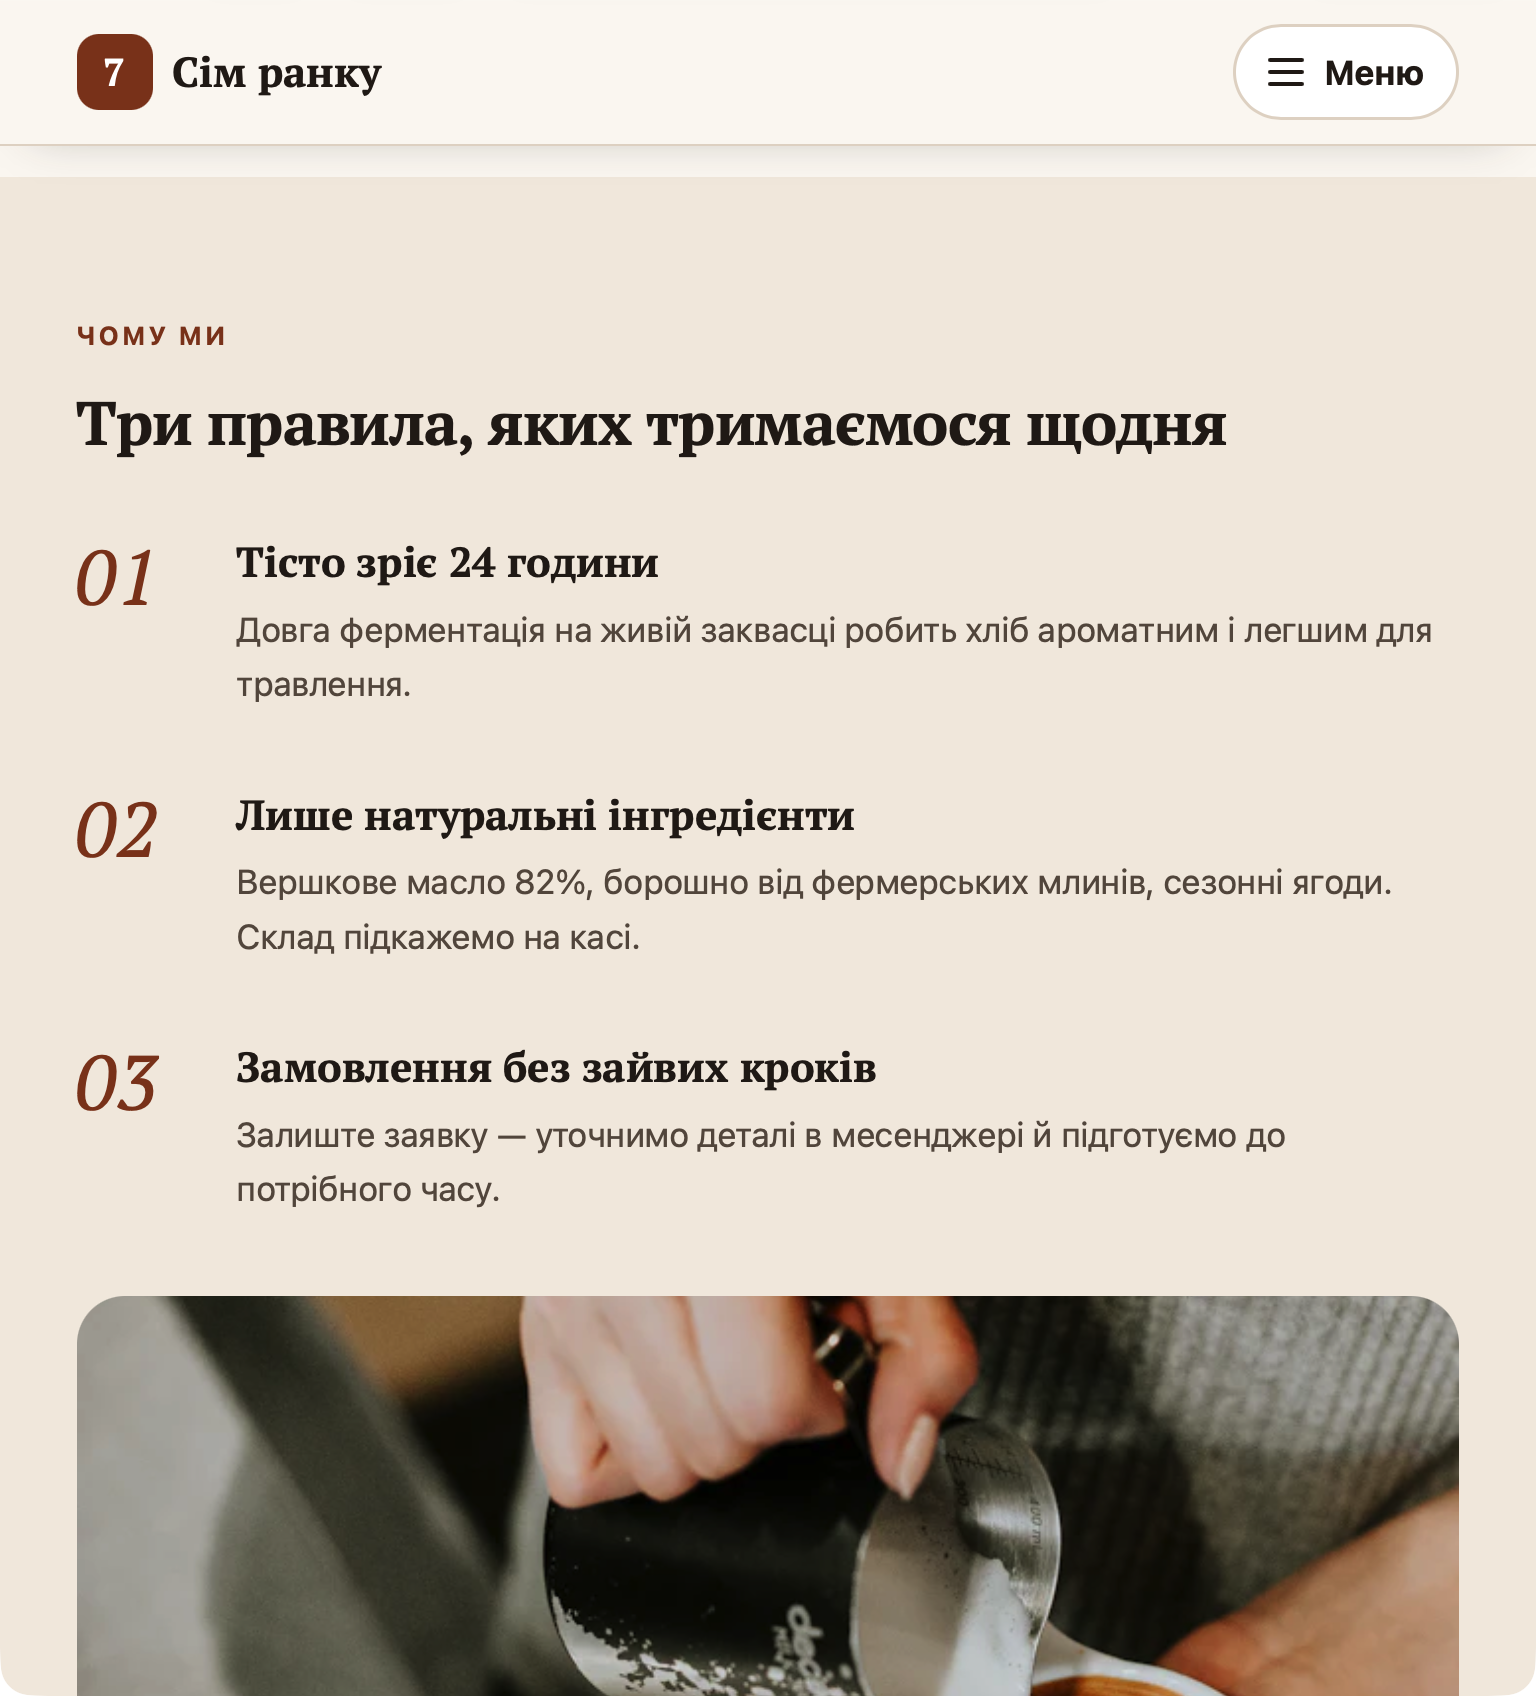 7 Сім ранку
Меню
ЧОМУ МИ
Три правила, яких тримаємося щодня
01 Тісто зріє 24 години
Довга ферментація на живій заквасці робить хліб ароматним і легшим для
травлення.
02 Лише натуральні інгредієнти
Вершкове масло 82%, борошно від фермерських млинів, сезонні ягоди.
Склад підкажемо на касі.
03 Замовлення без зайвих кроків
Залиште заявку — уточнимо деталі в месенджері й підготуємо до
потрібного часу.